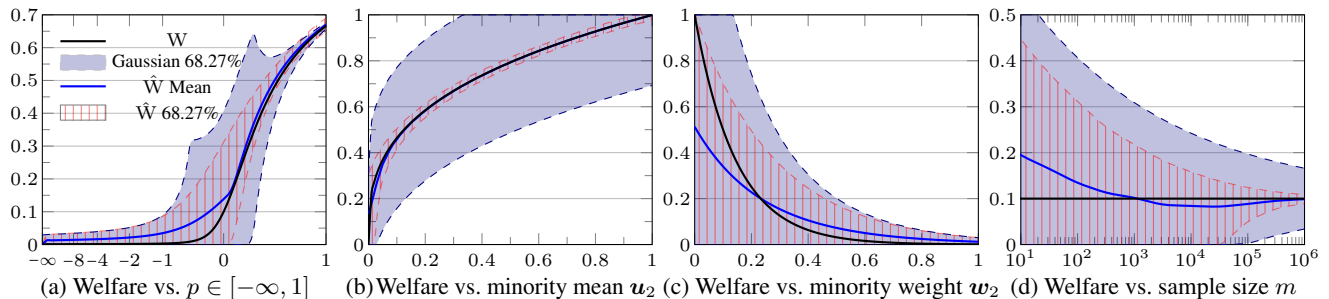 0.7
0.6
0.5
0.4
0.3
0.2
0.1
0
−∞ −2 −1 0 1
W
Gaussian 68.27%
Ŵ Mean
Ŵ 68.27%
(a) Welfare vs. p ∈ [−∞, 1]
1
0.8
0.6
0.4
0.2
0
0 0.2 0.4 0.6 0.8 1
(b) Welfare vs. minority mean u₂
1
0.8
0.6
0.4
0.2
0
0 0.2 0.4 0.6 0.8 1
(c) Welfare vs. minority weight w₂
0.5
0.4
0.3
0.2
0.1
0
10¹ 10² 10³ 10⁴ 10⁵ 10⁶
(d) Welfare vs. sample size m